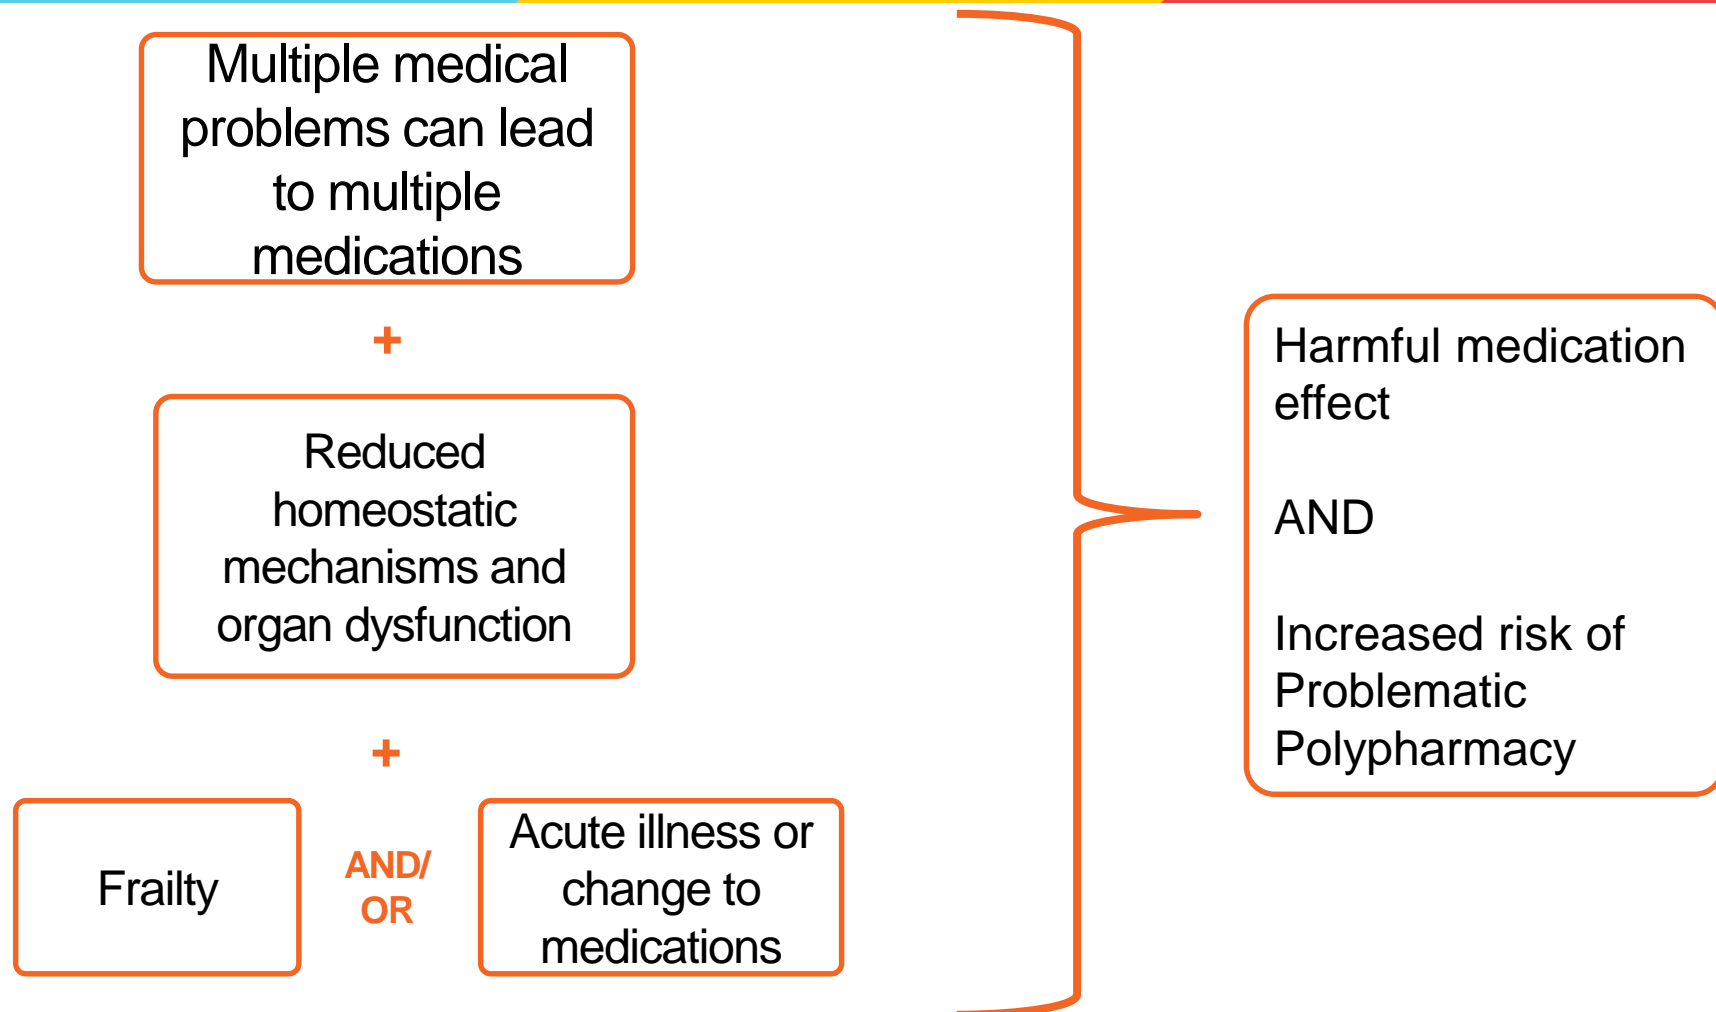 Multiple medical
problems can lead
to multiple
medications
+
Reduced
homeostatic
mechanisms and
organ dysfunction
+
Frailty
AND/
OR
Acute illness or
change to
medications
Harmful medication
effect
AND
Increased risk of
Problematic
Polypharmacy